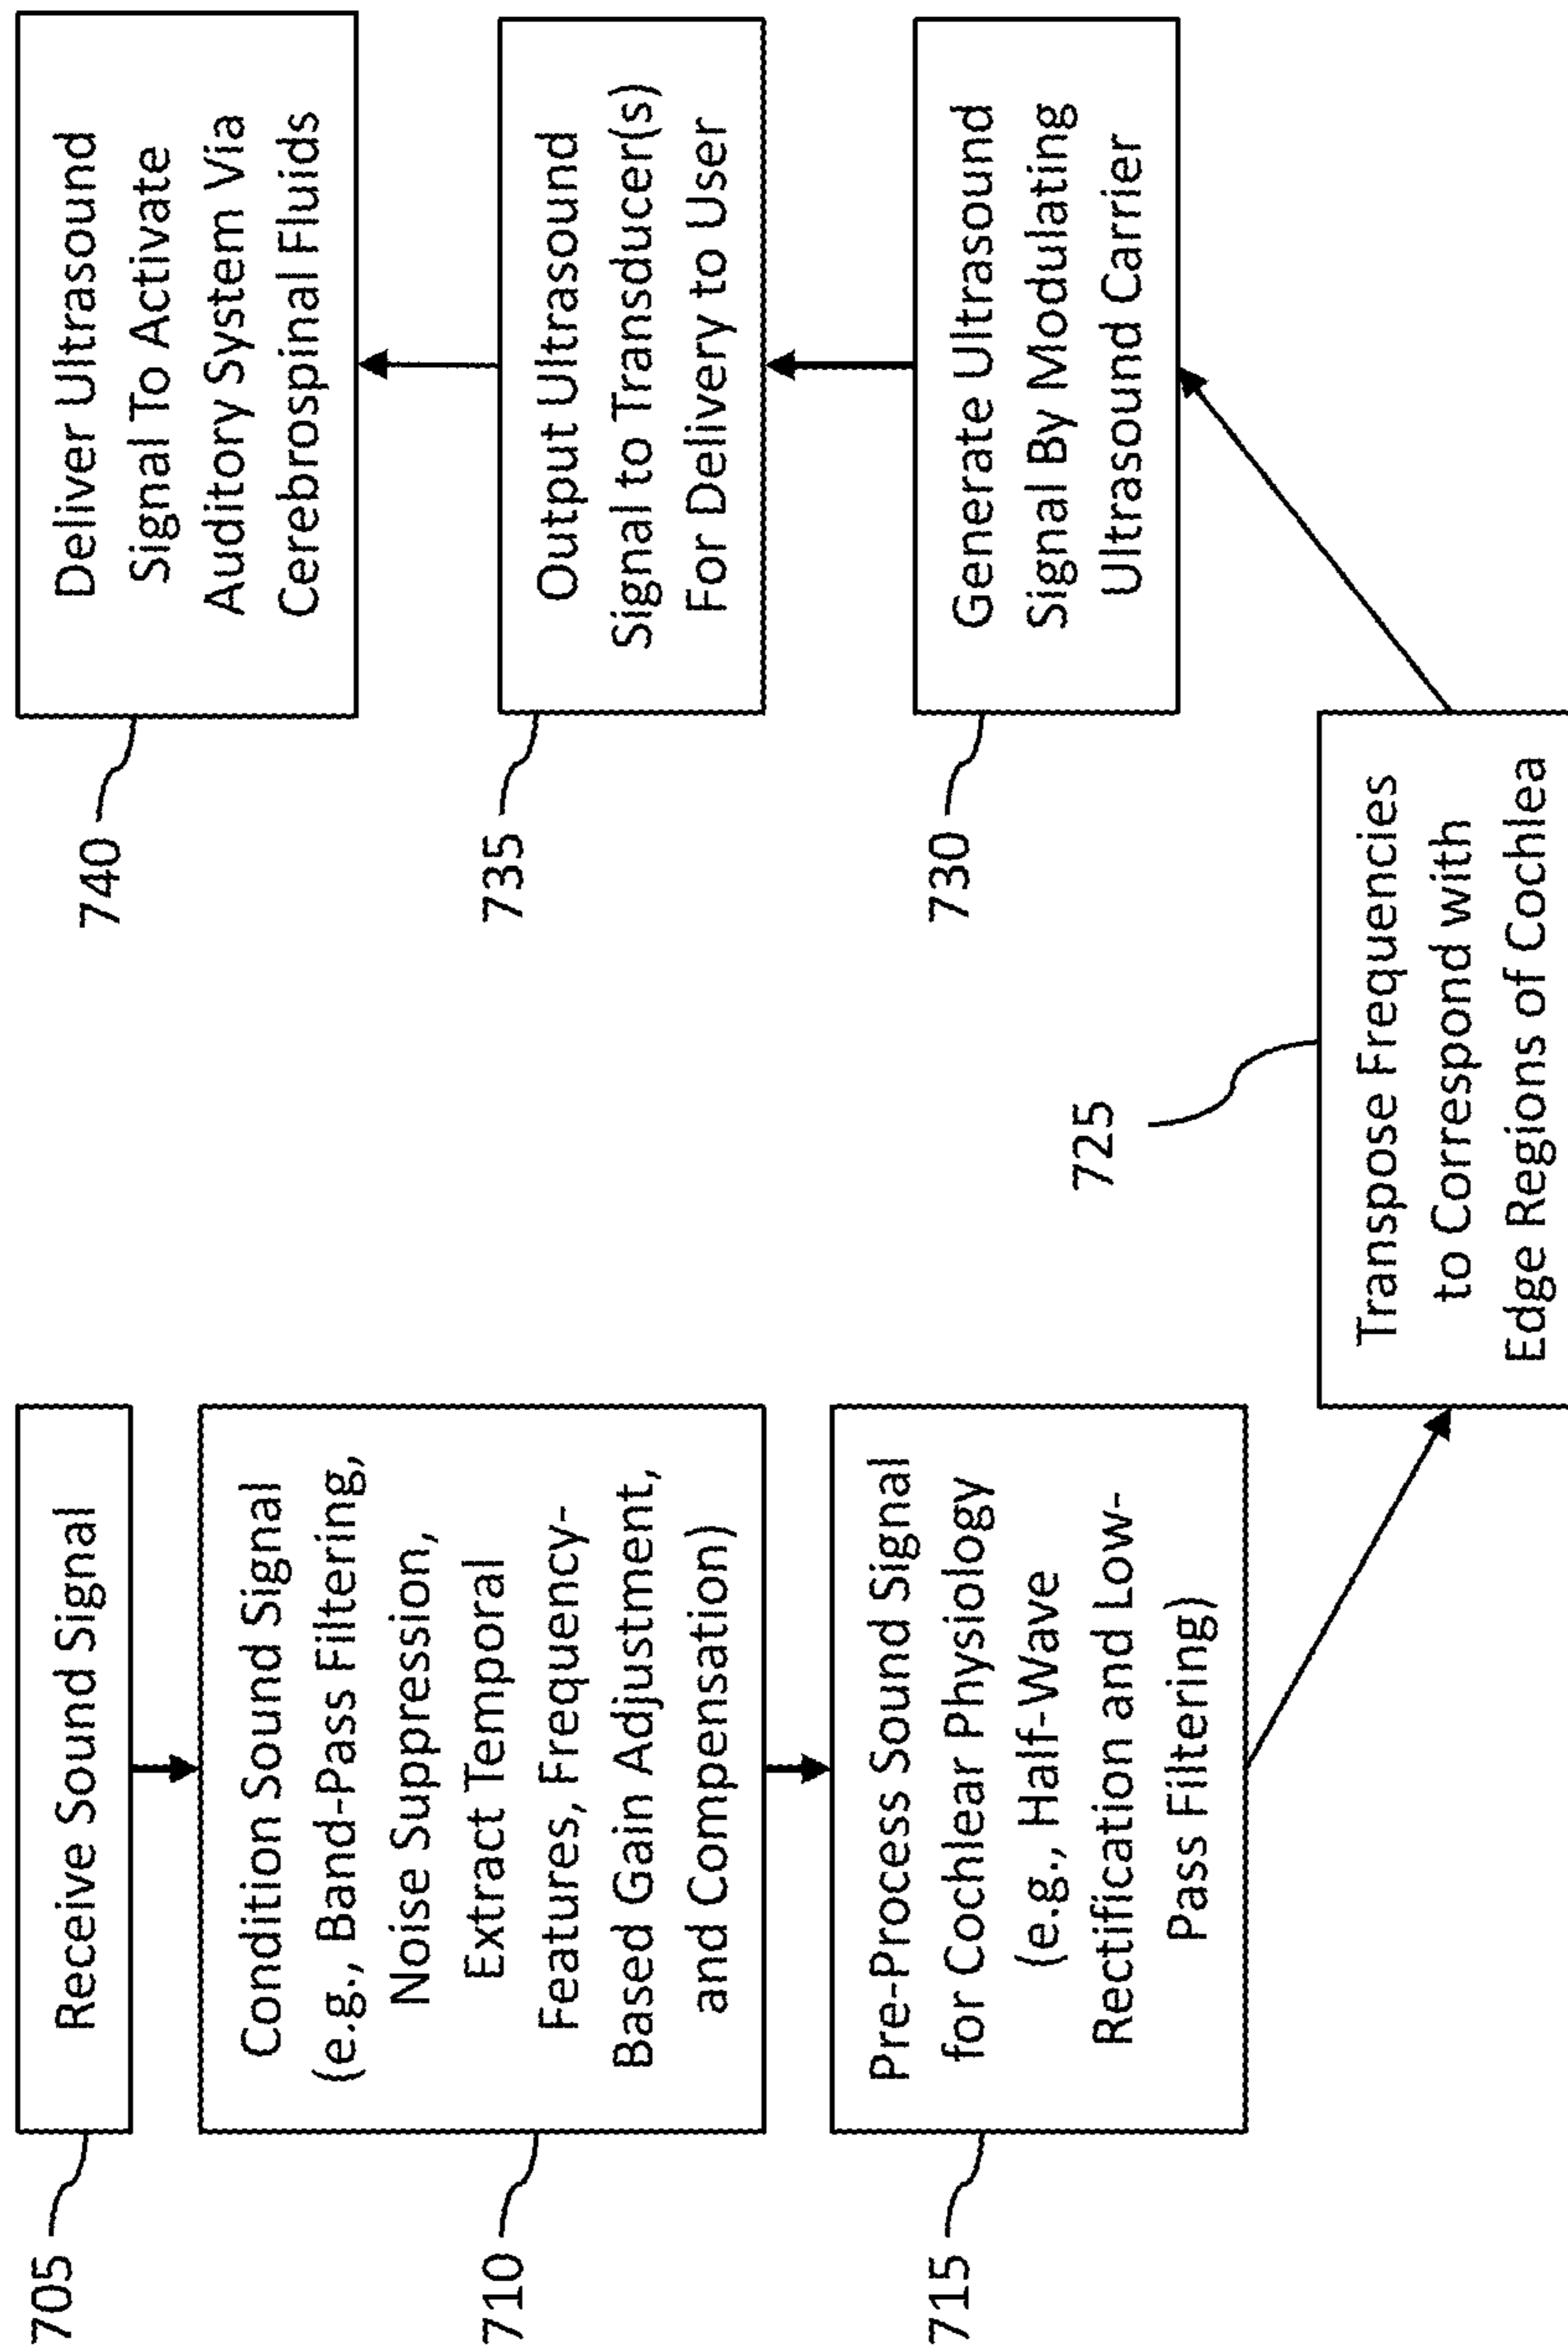 705
Receive Sound Signal
710
Condition Sound Signal
(e.g., Band-Pass Filtering,
Noise Suppression,
Extract Temporal
Features, Frequency-
Based Gain Adjustment,
and Compensation)
715
Pre-Process Sound Signal
for Cochlear Physiology
(e.g., Half-Wave
Rectification and Low-
Pass Filtering)
725
Transpose Frequencies
to Correspond with
Edge Regions of Cochlea
730
Generate Ultrasound
Signal By Modulating
Ultrasound Carrier
735
Output Ultrasound
Signal to Transducer(s)
For Delivery to User
740
Deliver Ultrasound
Signal To Activate
Auditory System Via
Cerebrospinal Fluids